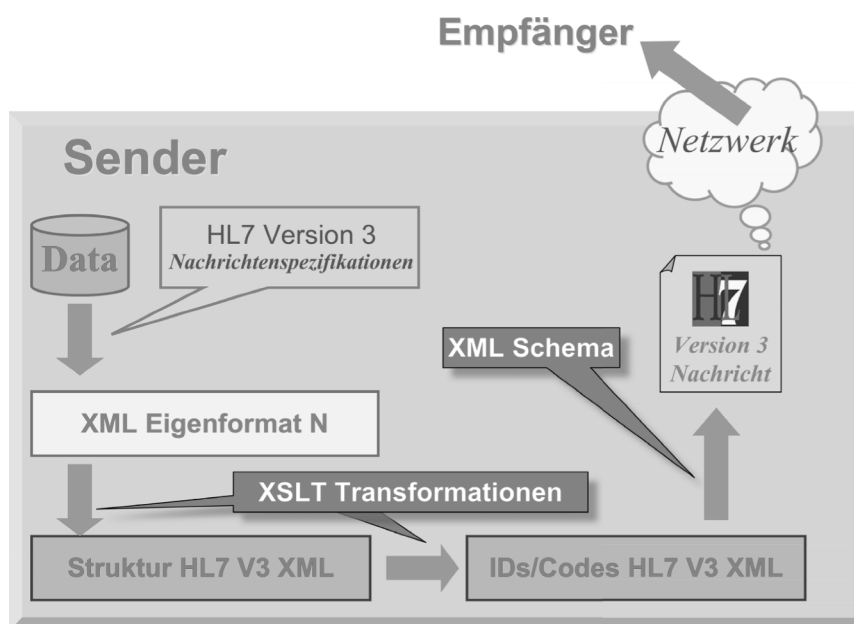 Empfänger
Netzwerk
Sender
HL7 Version 3
Nachrichtenspezifikationen
Data
HL7
Version 3
Nachricht
XML Schema
XML Eigenformat N
XSLT Transformationen
Struktur HL7 V3 XML
IDs/Codes HL7 V3 XML